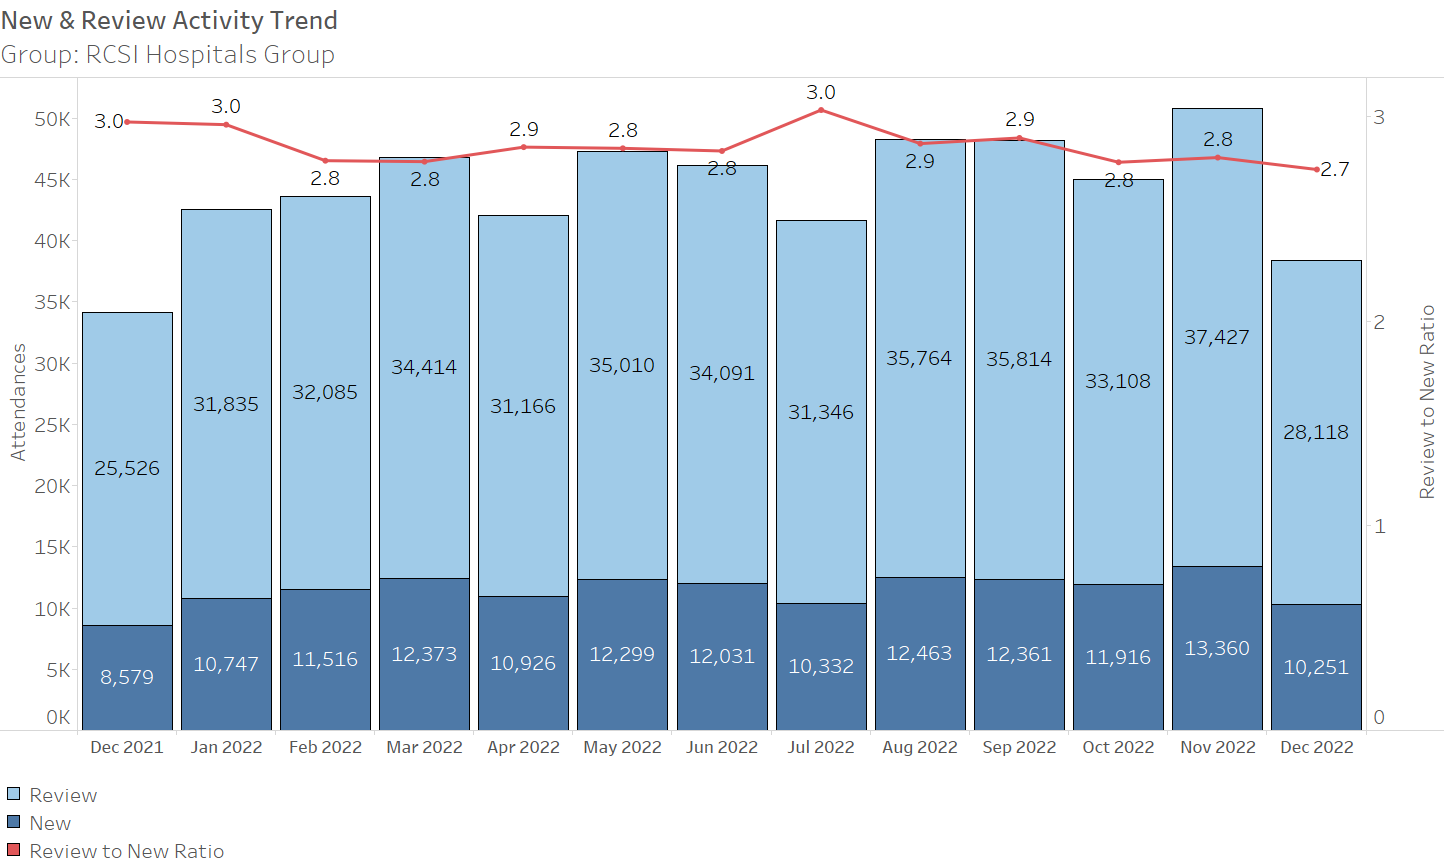 New & Review Activity Trend
Group: RCSI Hospitals Group
Attendances
50K
45K
40K
35K
30K
25K
20K
15K
10K
5K
0K
3.0
3.0
2.8
2.8
2.9
2.8
2.8
3.0
2.9
2.9
2.8
2.8
2.7
25,526
31,835
32,085
34,414
31,166
35,010
34,091
31,346
35,764
35,814
33,108
37,427
28,118
8,579
10,747
11,516
12,373
10,926
12,299
12,031
10,332
12,463
12,361
11,916
13,360
10,251
3
2
1
0
Review to New Ratio
Dec 2021
Jan 2022
Feb 2022
Mar 2022
Apr 2022
May 2022
Jun 2022
Jul 2022
Aug 2022
Sep 2022
Oct 2022
Nov 2022
Dec 2022
Review
New
Review to New Ratio